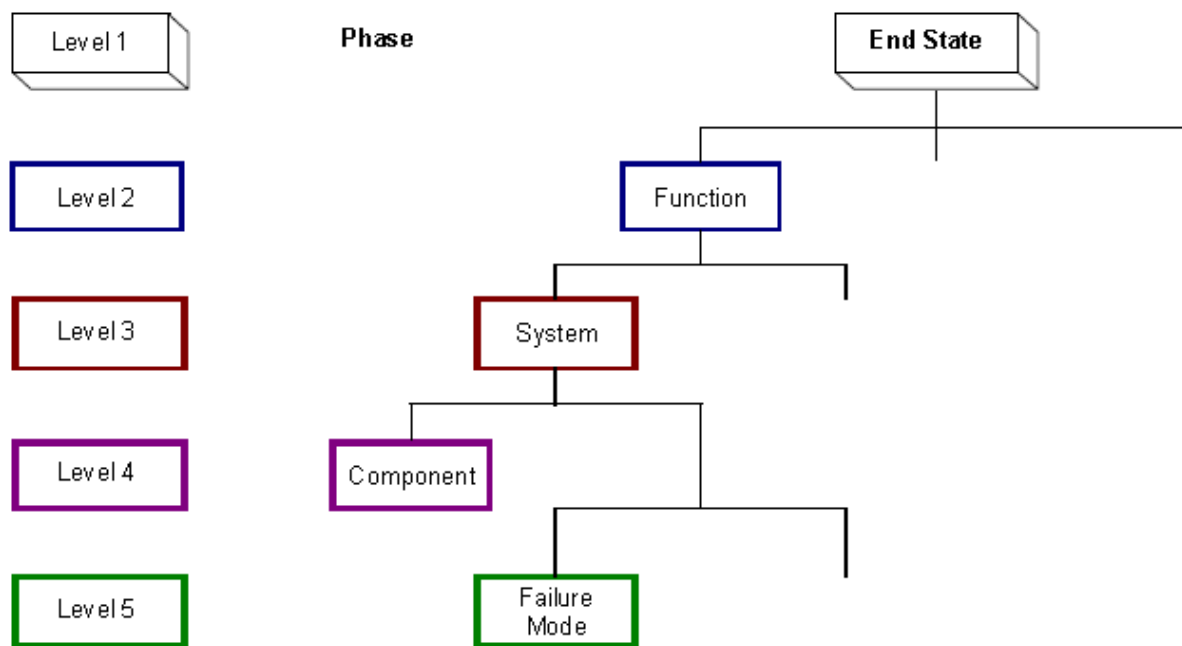 Level 1
Phase
End State
Level 2
Function
Level 3
System
Level 4
Component
Level 5
Failure
Mode